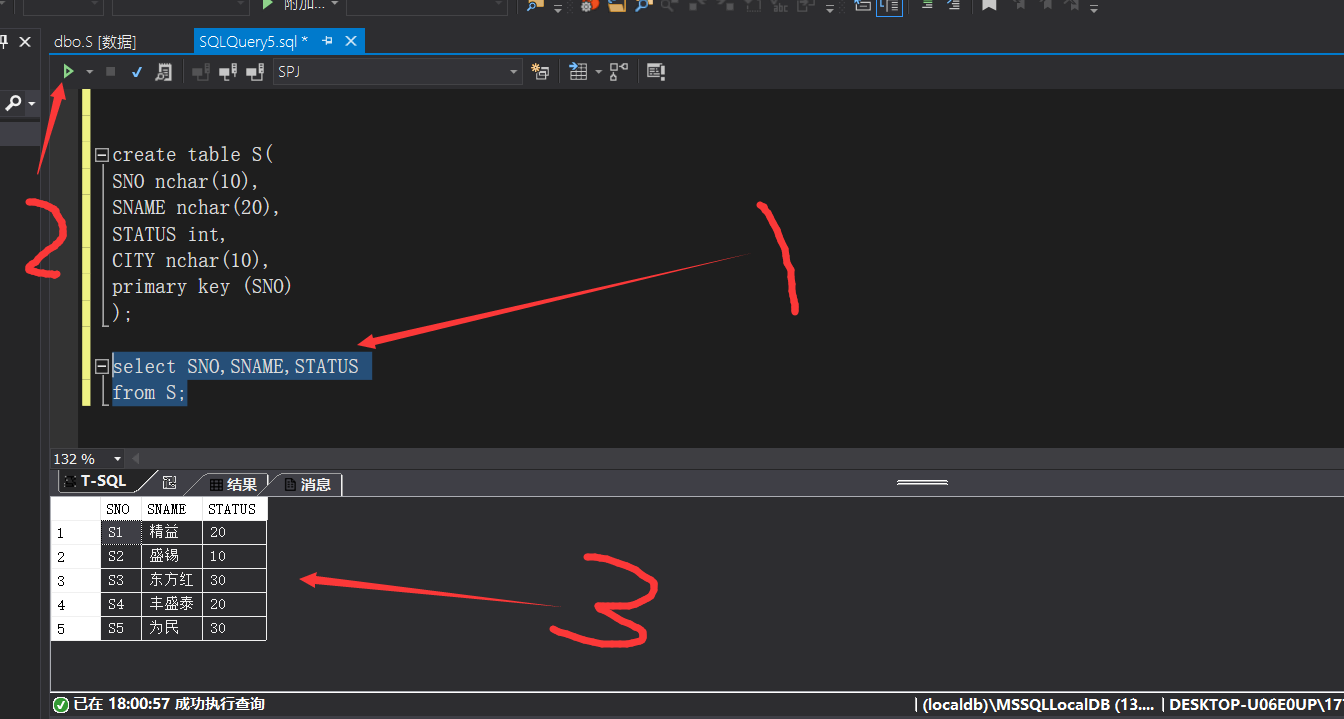 附加...
dbo.S [数据]
SQLQuery5.sql *
SPJ
create table S(
SNO nchar(10),
SNAME nchar(20),
STATUS int,
CITY nchar(10),
primary key (SNO)
);
select SNO,SNAME,STATUS
from S;
1
2
3
132 %
T-SQL
结果
消息
SNO SNAME STATUS
1 S1 精益 20
2 S2 盛锡 10
3 S3 东方红 30
4 S4 丰盛泰 20
5 S5 为民 30
已在 18:00:57 成功执行查询
| (localdb)\MSSQLLocalDB (13.... | DESKTOP-U06E0UP\17